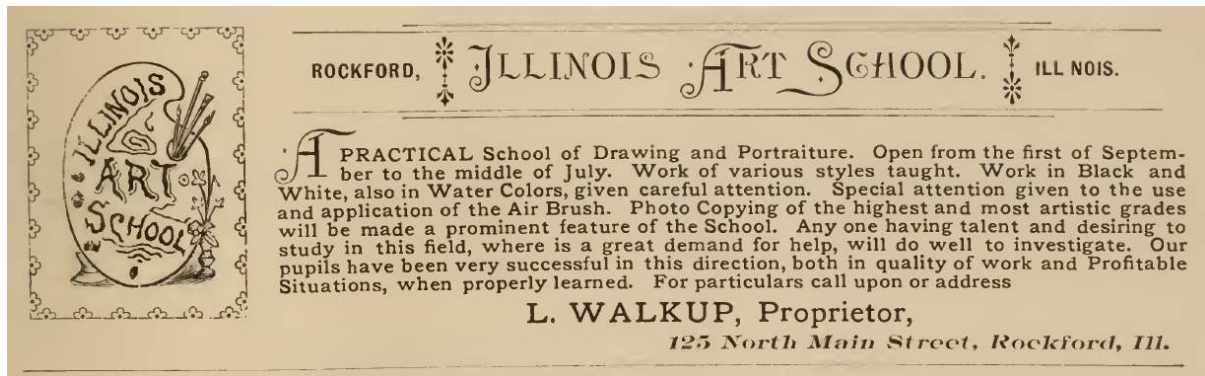 ILLINOIS
ART
SCHOOL
ROCKFORD, ILLINOIS ART SCHOOL. ILL NOIS.
A PRACTICAL School of Drawing and Portraiture. Open from the first of Septem-
ber to the middle of July. Work of various styles taught. Work in Black and
White, also in Water Colors, given careful attention. Special attention given to the use
and application of the Air Brush. Photo Copying of the highest and most artistic grades
will be made a prominent feature of the School. Any one having talent and desiring to
study in this field, where is a great demand for help, will do well to investigate. Our
pupils have been very successful in this direction, both in quality of work and Profitable
Situations, when properly learned. For particulars call upon or address
L. WALKUP, Proprietor,
125 North Main Street, Rockford, Ill.